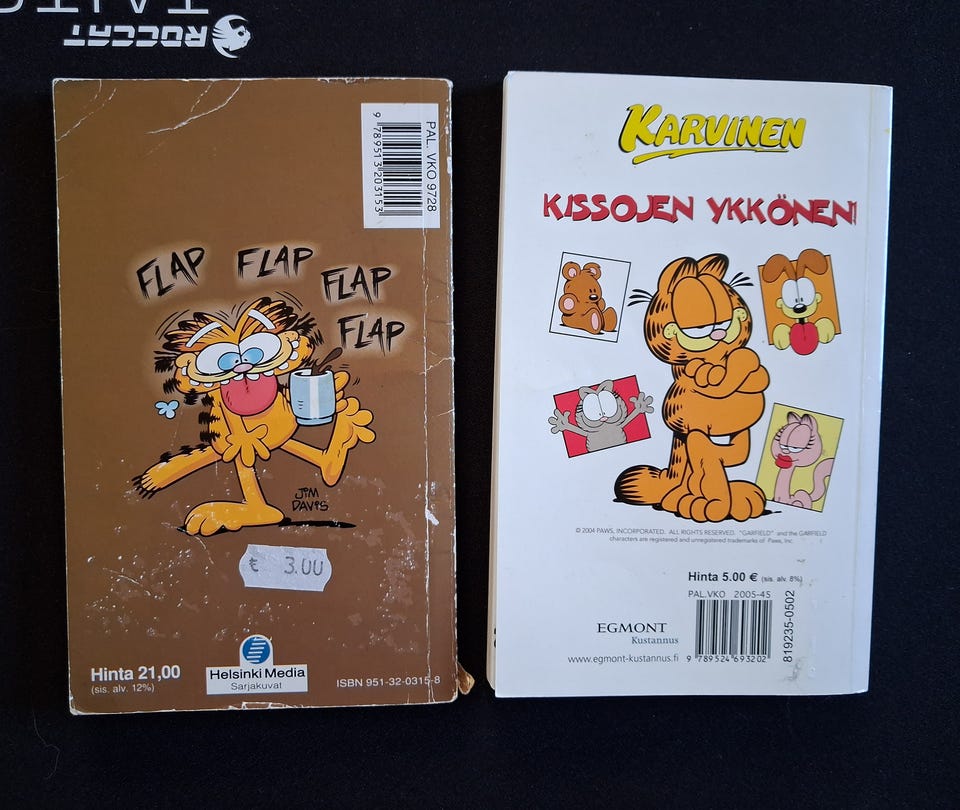 ROCCAT
PAL. VKO 9728
9 789513 203153
FLAP FLAP FLAP FLAP
JIM
DAVIS
€ 3.00
Hinta 21,00
(sis. alv. 12%)
Helsinki Media
Sarjakuvat
ISBN 951-32-0315-8
KARVINEN
KISSOJEN YKKÖNEN!
© 2004 PAWS, INCORPORATED. ALL RIGHTS RESERVED. "GARFIELD" and the GARFIELD
characters are registered and unregistered trademarks of Paws, Inc.
Hinta 5.00 € (sis. alv. 8%)
PAL.VKO 2005-45
9 789524 693202
819235-0502
EGMONT
Kustannus
www.egmont-kustannus.fi